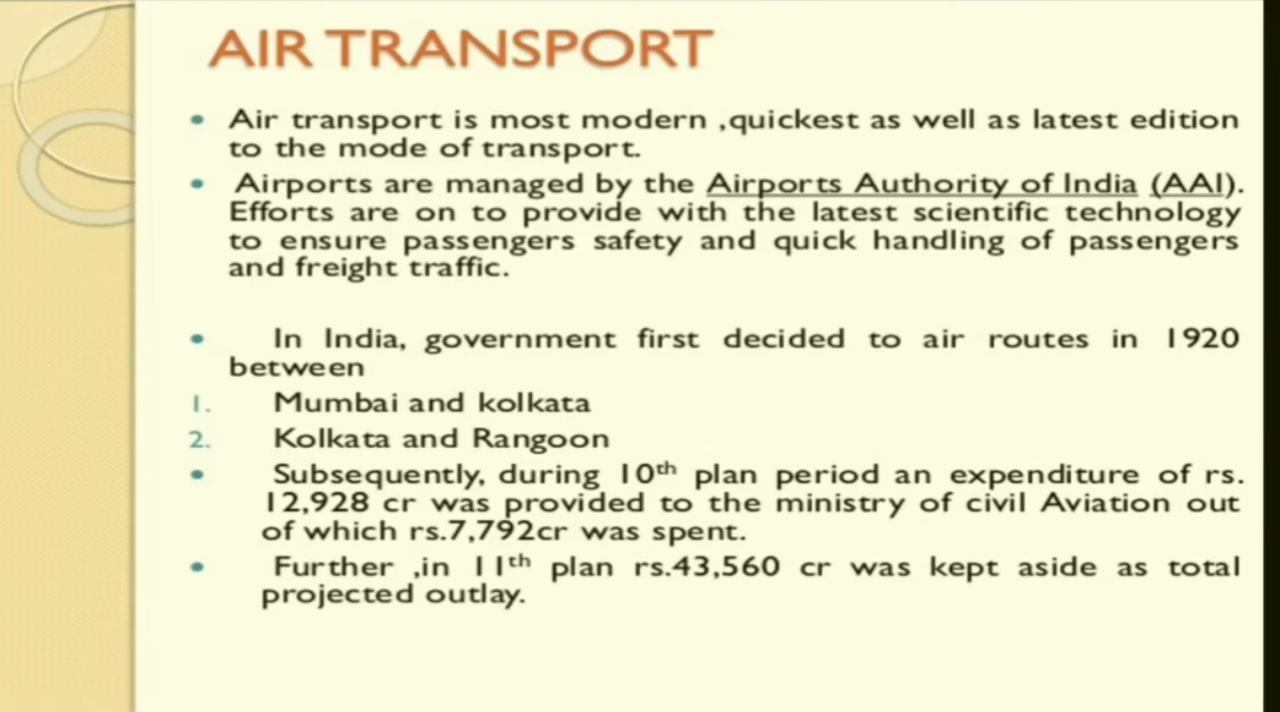 AIR TRANSPORT
• Air transport is most modern ,quickest as well as latest edition
to the mode of transport.
• Airports are managed by the Airports Authority of India (AAI).
Efforts are on to provide with the latest scientific technology
to ensure passengers safety and quick handling of passengers
and freight traffic.
• In India, government first decided to air routes in 1920
between
1. Mumbai and kolkata
2. Kolkata and Rangoon
• Subsequently, during 10th plan period an expenditure of rs.
12,928 cr was provided to the ministry of civil Aviation out
of which rs.7,792cr was spent.
• Further ,in 11th plan rs.43,560 cr was kept aside as total
projected outlay.